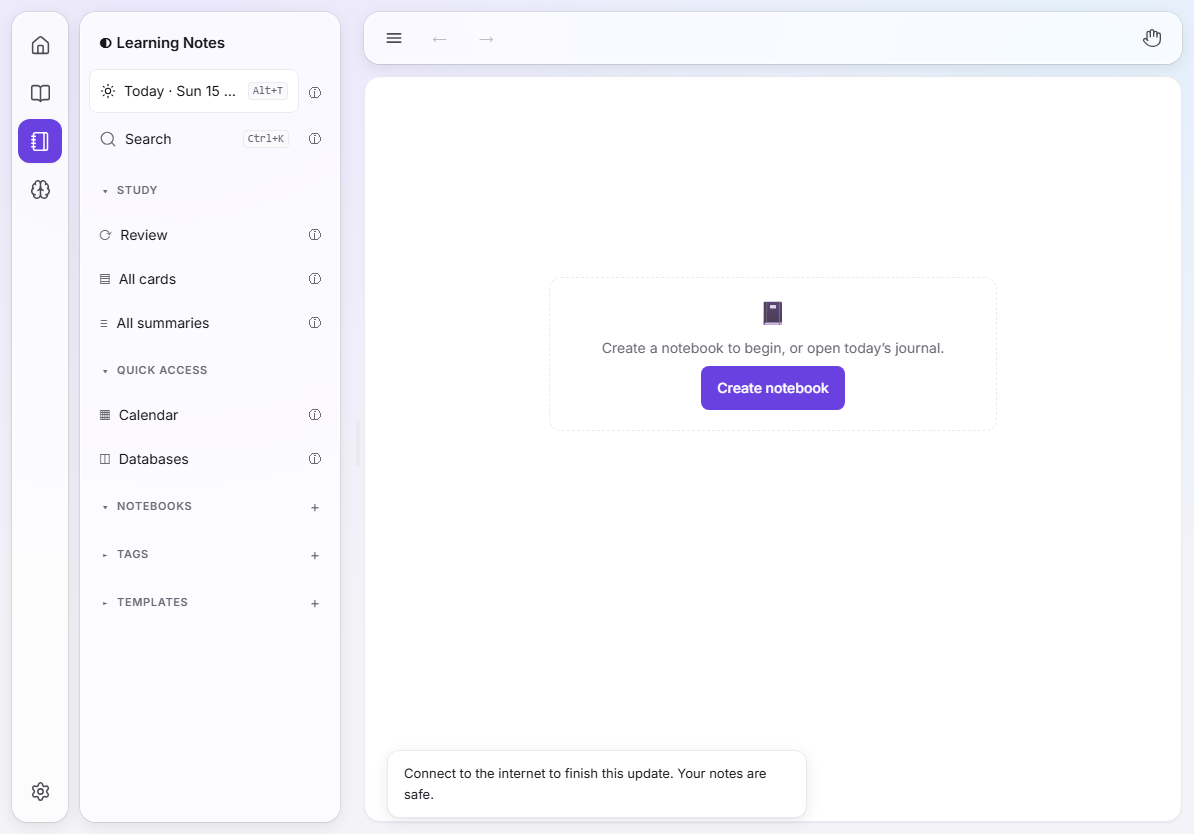 Learning Notes
Today · Sun 15 ... Alt+T
Search Ctrl+K
STUDY
Review
All cards
All summaries
QUICK ACCESS
Calendar
Databases
NOTEBOOKS
TAGS
TEMPLATES
Create a notebook to begin, or open today’s journal.
Create notebook
Connect to the internet to finish this update. Your notes are
safe.